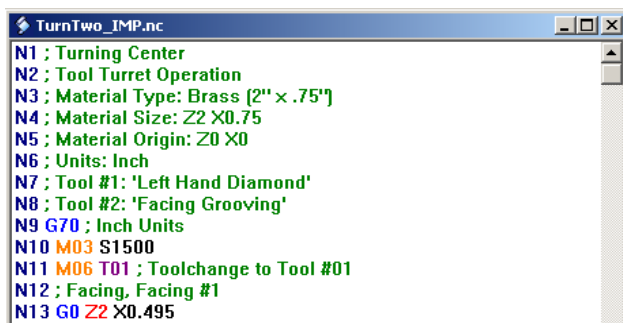 TurnTwo_IMP.nc
N1 ; Turning Center
N2 ; Tool Turret Operation
N3 ; Material Type: Brass (2" x .75")
N4 ; Material Size: Z2 X0.75
N5 ; Material Origin: Z0 X0
N6 ; Units: Inch
N7 ; Tool #1: 'Left Hand Diamond'
N8 ; Tool #2: 'Facing Grooving'
N9 G70 ; Inch Units
N10 M03 S1500
N11 M06 T01 ; Toolchange to Tool #01
N12 ; Facing, Facing #1
N13 G0 Z2 X0.495